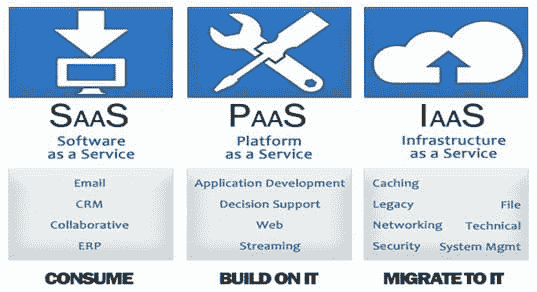 SAAS
Software
as a Service
Email
CRM
Collaborative
ERP
CONSUME
PAAS
Platform
as a Service
Application Development
Decision Support
Web
Streaming
BUILD ON IT
IAAS
Infrastructure
as a Service
Caching
Legacy File
Networking Technical
Security System Mgmt
MIGRATE TO IT